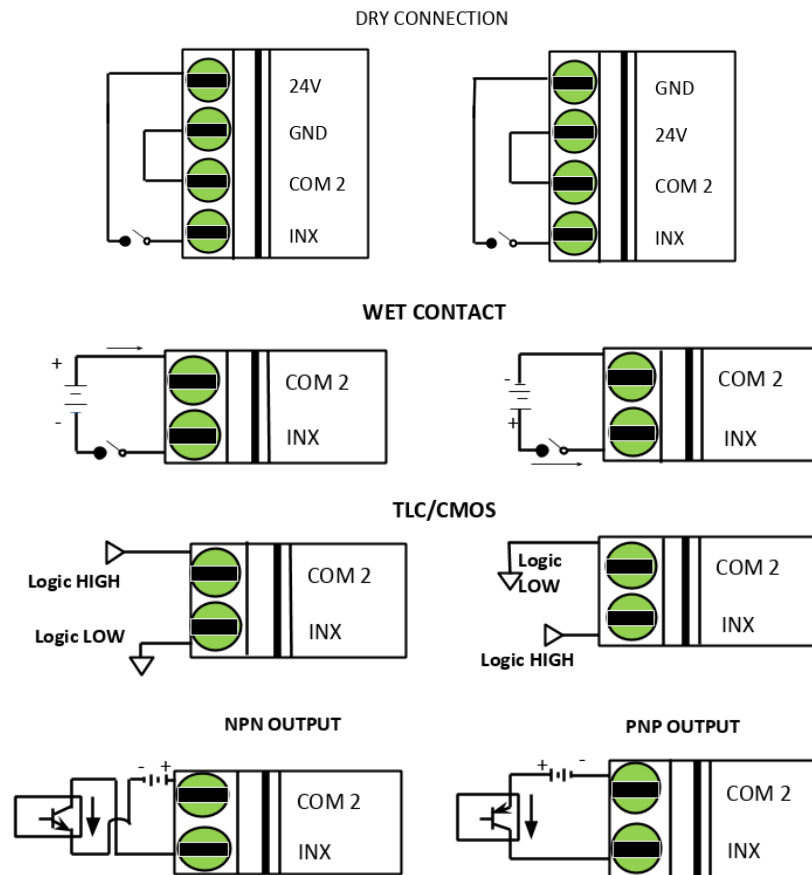 DRY CONNECTION
24V
GND
COM 2
INX
GND
24V
COM 2
INX
WET CONTACT
+
-
COM 2
INX
-
+
COM 2
INX
TLC/CMOS
Logic HIGH
Logic LOW
COM 2
INX
Logic
LOW
Logic HIGH
COM 2
INX
NPN OUTPUT
- +
COM 2
INX
PNP OUTPUT
+ -
COM 2
INX